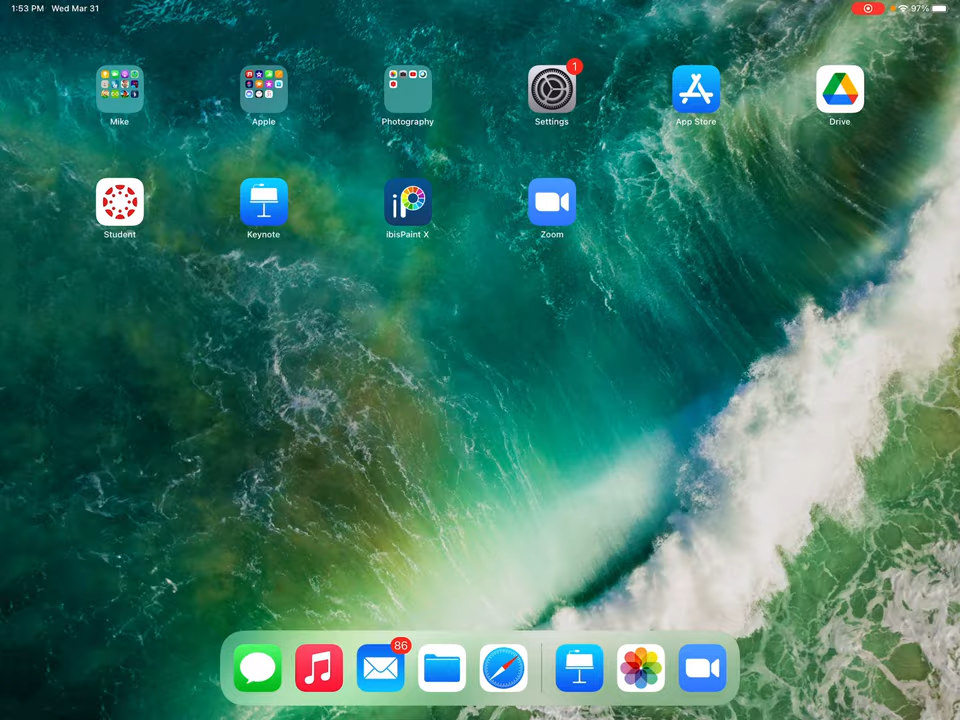 1:53 PM Wed Mar 31
97%
1
Mike
Apple
Photography
Settings
App Store
Drive
iP
Student
Keynote
ibisPaint X
Zoom
86